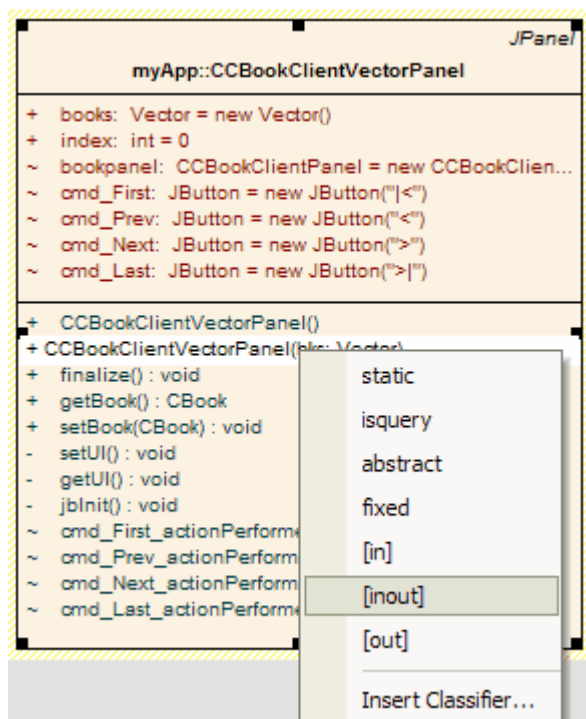 JPanel
myApp::CCBookClientVectorPanel
+ books: Vector = new Vector()
+ index: int = 0
~ bookpanel: CCBookClientPanel = new CCBookClien...
~ cmd_First: JButton = new JButton("|<")
~ cmd_Prev: JButton = new JButton("<")
~ cmd_Next: JButton = new JButton(">")
~ cmd_Last: JButton = new JButton(">|")
+ CCBookClientVectorPanel()
+ CCBookClientVectorPanel(bks: Vector)
+ finalize() : void
+ getBook() : CBook
+ setBook(CBook) : void
- setUI() : void
- getUI() : void
- jbInit() : void
~ cmd_First_actionPerforme
~ cmd_Prev_actionPerform
~ cmd_Next_actionPerform
~ cmd_Last_actionPerforme
static
isquery
abstract
fixed
[in]
[inout]
[out]
Insert Classifier...